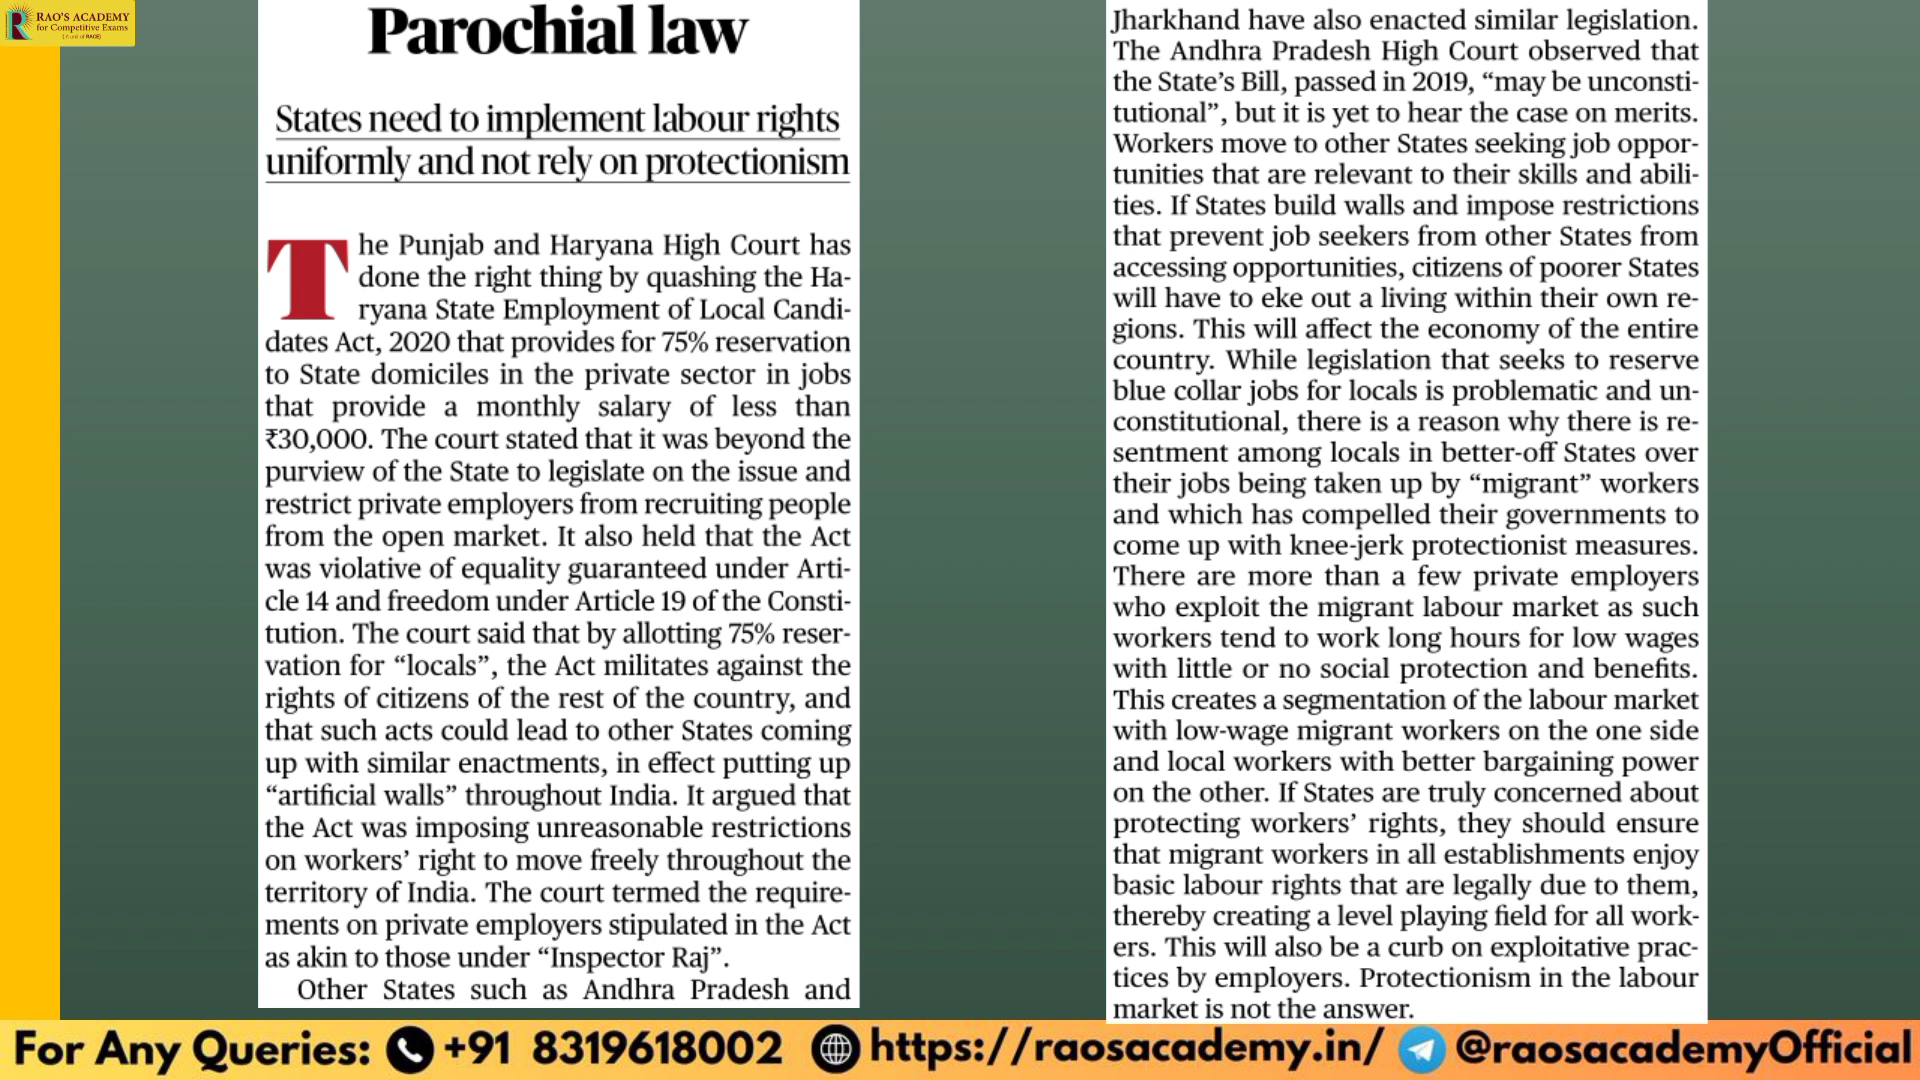 RAO'S ACADEMY
for Competitive Exams
(A unit of RACE)
Parochial law
States need to implement labour rights
uniformly and not rely on protectionism
The Punjab and Haryana High Court has
done the right thing by quashing the Ha-
ryana State Employment of Local Candi-
dates Act, 2020 that provides for 75% reservation
to State domiciles in the private sector in jobs
that provide a monthly salary of less than
₹30,000. The court stated that it was beyond the
purview of the State to legislate on the issue and
restrict private employers from recruiting people
from the open market. It also held that the Act
was violative of equality guaranteed under Arti-
cle 14 and freedom under Article 19 of the Consti-
tution. The court said that by allotting 75% reser-
vation for “locals”, the Act militates against the
rights of citizens of the rest of the country, and
that such acts could lead to other States coming
up with similar enactments, in effect putting up
“artificial walls” throughout India. It argued that
the Act was imposing unreasonable restrictions
on workers’ right to move freely throughout the
territory of India. The court termed the require-
ments on private employers stipulated in the Act
as akin to those under “Inspector Raj”.
Other States such as Andhra Pradesh and
Jharkhand have also enacted similar legislation.
The Andhra Pradesh High Court observed that
the State’s Bill, passed in 2019, “may be unconsti-
tutional”, but it is yet to hear the case on merits.
Workers move to other States seeking job oppor-
tunities that are relevant to their skills and abili-
ties. If States build walls and impose restrictions
that prevent job seekers from other States from
accessing opportunities, citizens of poorer States
will have to eke out a living within their own re-
gions. This will affect the economy of the entire
country. While legislation that seeks to reserve
blue collar jobs for locals is problematic and un-
constitutional, there is a reason why there is re-
sentment among locals in better-off States over
their jobs being taken up by “migrant” workers
and which has compelled their governments to
come up with knee-jerk protectionist measures.
There are more than a few private employers
who exploit the migrant labour market as such
workers tend to work long hours for low wages
with little or no social protection and benefits.
This creates a segmentation of the labour market
with low-wage migrant workers on the one side
and local workers with better bargaining power
on the other. If States are truly concerned about
protecting workers’ rights, they should ensure
that migrant workers in all establishments enjoy
basic labour rights that are legally due to them,
thereby creating a level playing field for all work-
ers. This will also be a curb on exploitative prac-
tices by employers. Protectionism in the labour
market is not the answer.
For Any Queries: +91 8319618002 https://raosacademy.in/ @raosacademyOfficial